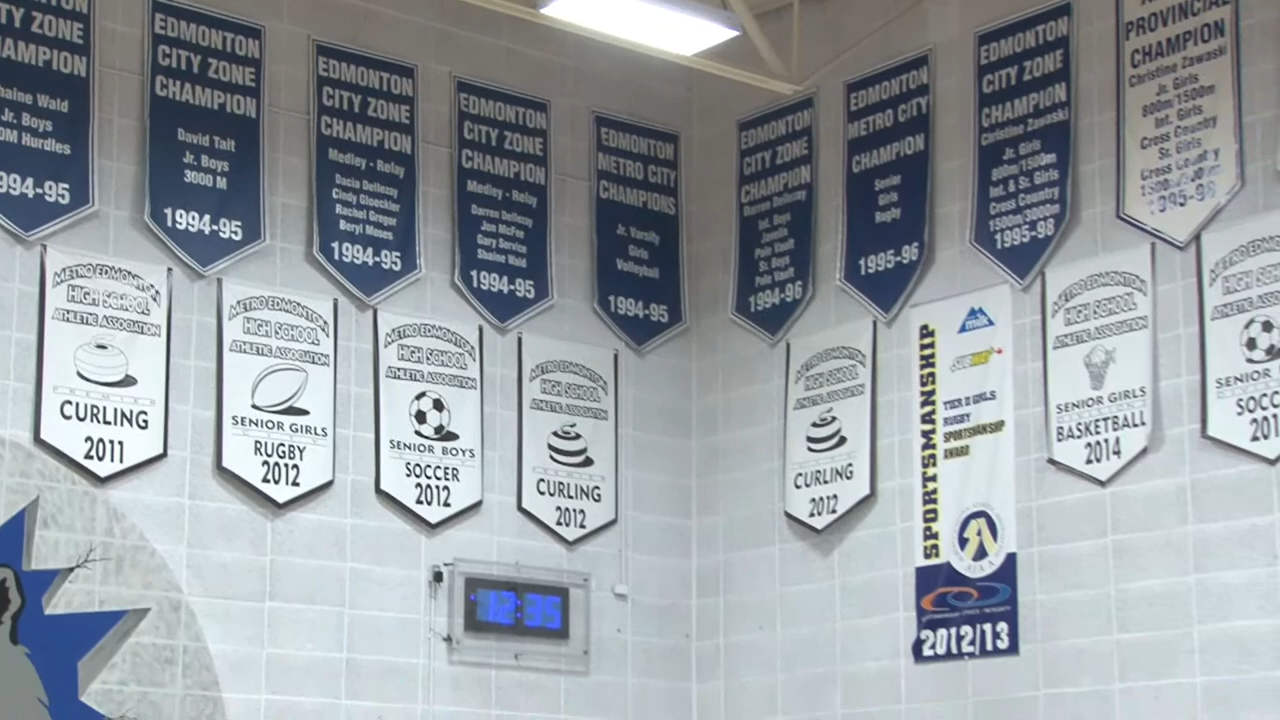 ZONE
CHAMPION
Wald
Jr. Boys
Hurdles
994-95
EDMONTON
CITY ZONE
CHAMPION
David Tait
Jr. Boys
3000 M
1994-95
EDMONTON
CITY ZONE
CHAMPION
Medley - Relay
Dacia Dellezay
Cindy Gloeckler
Rachel Gregor
Beryl Moses
1994-95
EDMONTON
CITY ZONE
CHAMPION
Medley - Relay
Darren Dellezay
Jon McFee
Gary Service
Shaine Wald
1994-95
EDMONTON
METRO CITY
CHAMPIONS
Jr. Varsity
Girls
Volleyball
1994-95
EDMONTON
CITY ZONE
CHAMPION
Darren Dellezay
Int. Boys
Javelin
Pole Vault
Sr. Boys
Pole Vault
1994-96
EDMONTON
METRO CITY
CHAMPION
Senior
Girls
Rugby
1995-96
EDMONTON
CITY ZONE
CHAMPION
Christine Zawaski
Jr. Girls
800m/1500m
Int. & Sr. Girls
Cross Country
1500m/3000m
1995-98
PROVINCIAL
CHAMPION
Christine Zawaski
Jr. Girls
800m/1500m
Int. Girls
Cross Country
Sr. Girls
Cross Country
1995-98
METRO EDMONTON
HIGH SCHOOL
ATHLETIC ASSOCIATION
PREMIER
CURLING
2011
METRO EDMONTON
HIGH SCHOOL
ATHLETIC ASSOCIATION
SENIOR GIRLS
RUGBY
2012
METRO EDMONTON
HIGH SCHOOL
ATHLETIC ASSOCIATION
SENIOR BOYS
SOCCER
2012
METRO EDMONTON
HIGH SCHOOL
ATHLETIC ASSOCIATION
CURLING
2012
METRO EDMONTON
HIGH SCHOOL
ATHLETIC ASSOCIATION
CURLING
2012
SPORTSMANSHIP
milk
SUBWAY
TIER II GIRLS
RUGBY
SPORTSMANSHIP
AWARD
2012/13
METRO EDMONTON
HIGH SCHOOL
ATHLETIC ASSOCIATION
SENIOR GIRLS
BASKETBALL
2014
SENIOR
SOCC
201
12:35